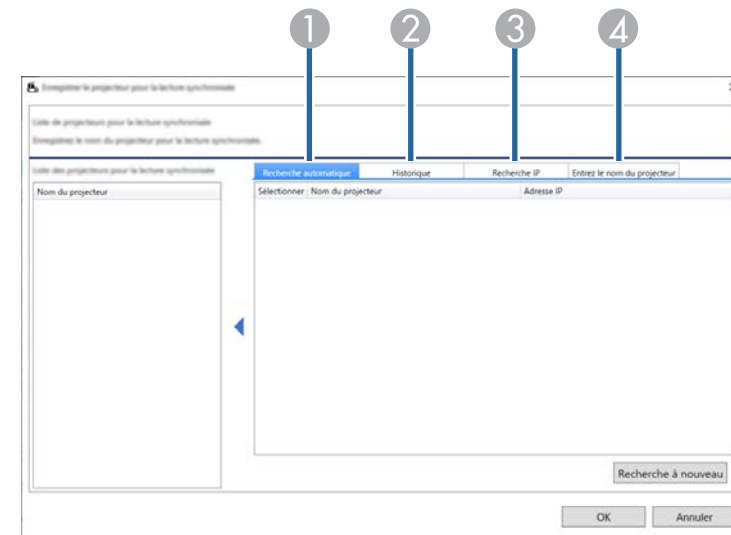 1 2 3 4
Enregistrer le projecteur pour la lecture synchronisée
Liste de projecteurs pour la lecture synchronisée
Enregistrez le nom du projecteur pour la lecture synchronisée.
Liste des projecteurs pour la lecture synchronisée
Recherche automatique Historique Recherche IP Entrez le nom du projecteur
Nom du projecteur
Sélectionner Nom du projecteur Adresse IP
Recherche à nouveau
OK Annuler